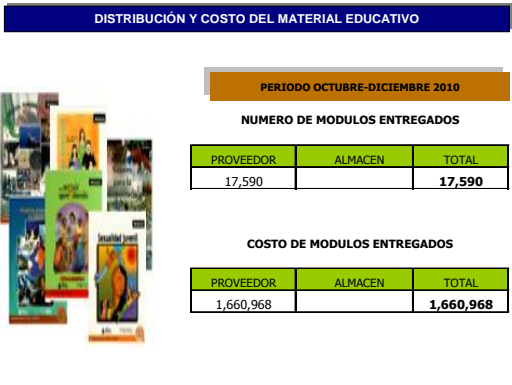 DISTRIBUCIÓN Y COSTO DEL MATERIAL EDUCATIVO
PERIODO OCTUBRE-DICIEMBRE 2010
NUMERO DE MODULOS ENTREGADOS
PROVEEDOR ALMACEN TOTAL
17,590 17,590
COSTO DE MODULOS ENTREGADOS
PROVEEDOR ALMACEN TOTAL
1,660,968 1,660,968
Sexualidad juvenil